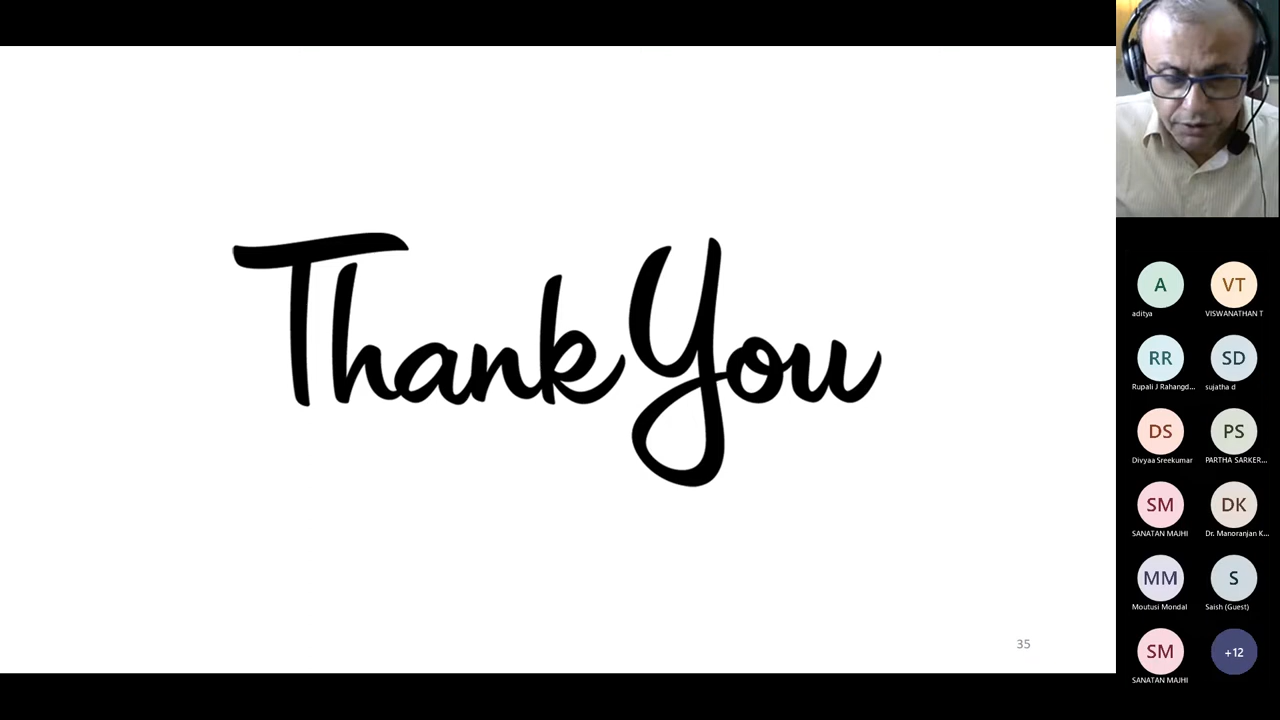 Thank You
35
A VT
aditya VISWANATHAN T
RR SD
Rupali J Rahangd... sujatha d
DS PS
Divyaa Sreekumar PARTHA SARKER...
SM DK
SANATAN MAJHI Dr. Manoranjan K...
MM S
Moutusi Mondal Saish (Guest)
SM +12
SANATAN MAJHI